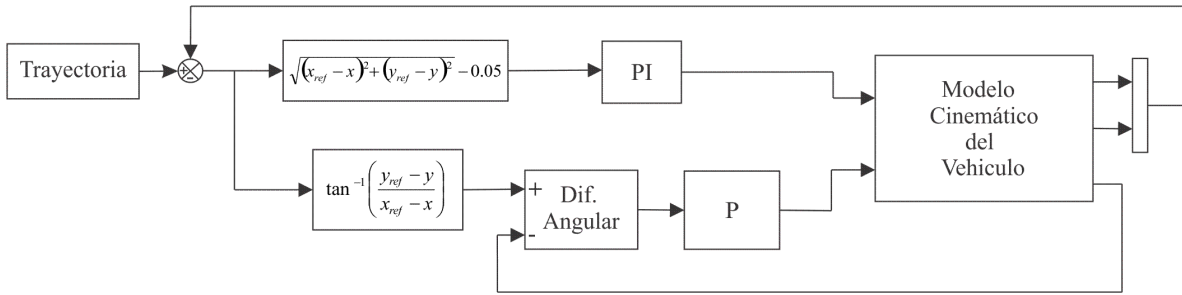 Trayectoria
+
-
√(x_ref − x)² + (y_ref − y)² − 0.05
PI
Modelo
Cinemático
del
Vehiculo
tan⁻¹((y_ref − y)/(x_ref − x))
+
-
Dif.
Angular
P